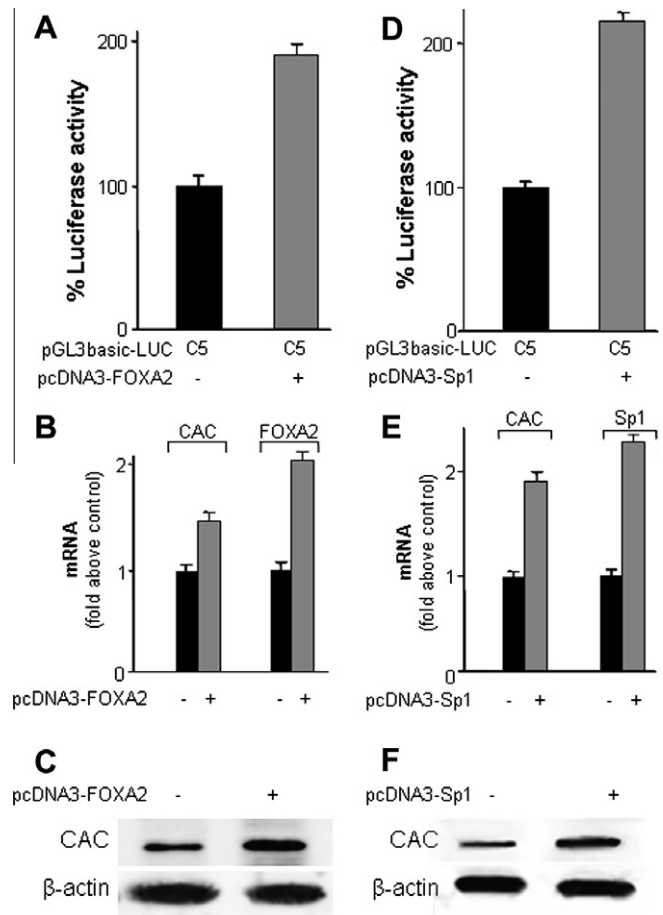 A
% Luciferase activity
200
100
0
pGL3basic-LUC C5 C5
pcDNA3-FOXA2 - +
B
CAC FOXA2
mRNA
(fold above control)
2
1
0
pcDNA3-FOXA2 - + - +
C
pcDNA3-FOXA2 - +
CAC
β-actin
D
% Luciferase activity
200
100
0
pGL3basic-LUC C5 C5
pcDNA3-Sp1 - +
E
CAC Sp1
mRNA
(fold above control)
2
1
0
pcDNA3-Sp1 - + - +
F
pcDNA3-Sp1 - +
CAC
β-actin